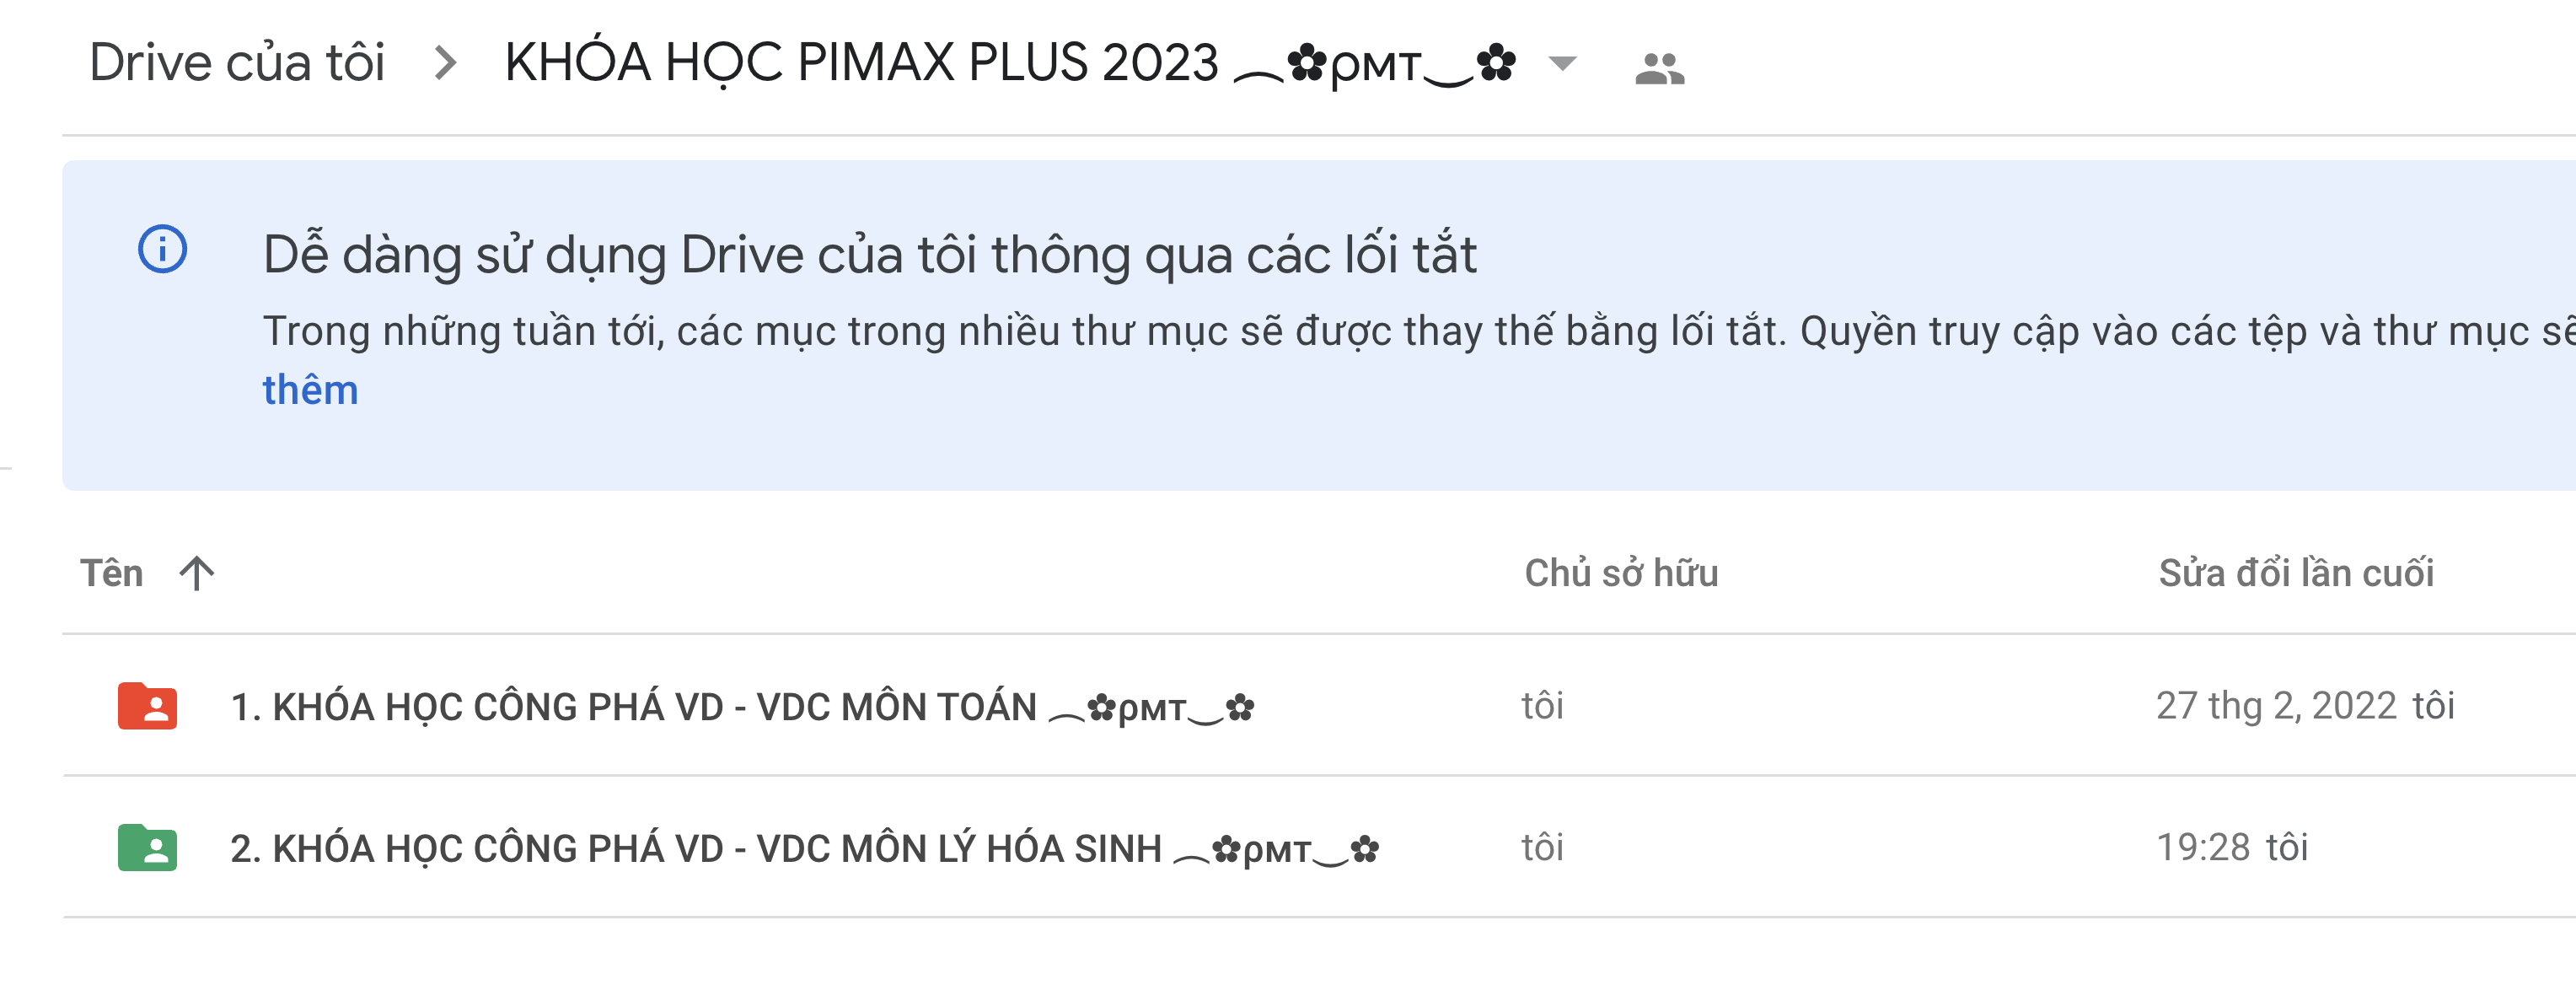 Drive của tôi > KHÓA HỌC PIMAX PLUS 2023 ︵✿ρмт‿✿
Dễ dàng sử dụng Drive của tôi thông qua các lối tắt
Trong những tuần tới, các mục trong nhiều thư mục sẽ được thay thế bằng lối tắt. Quyền truy cập vào các tệp và thư mục sẽ
thêm
Tên Chủ sở hữu Sửa đổi lần cuối
1. KHÓA HỌC CÔNG PHÁ VD - VDC MÔN TOÁN ︵✿ρмт‿✿ tôi 27 thg 2, 2022 tôi
2. KHÓA HỌC CÔNG PHÁ VD - VDC MÔN LÝ HÓA SINH ︵✿ρмт‿✿ tôi 19:28 tôi